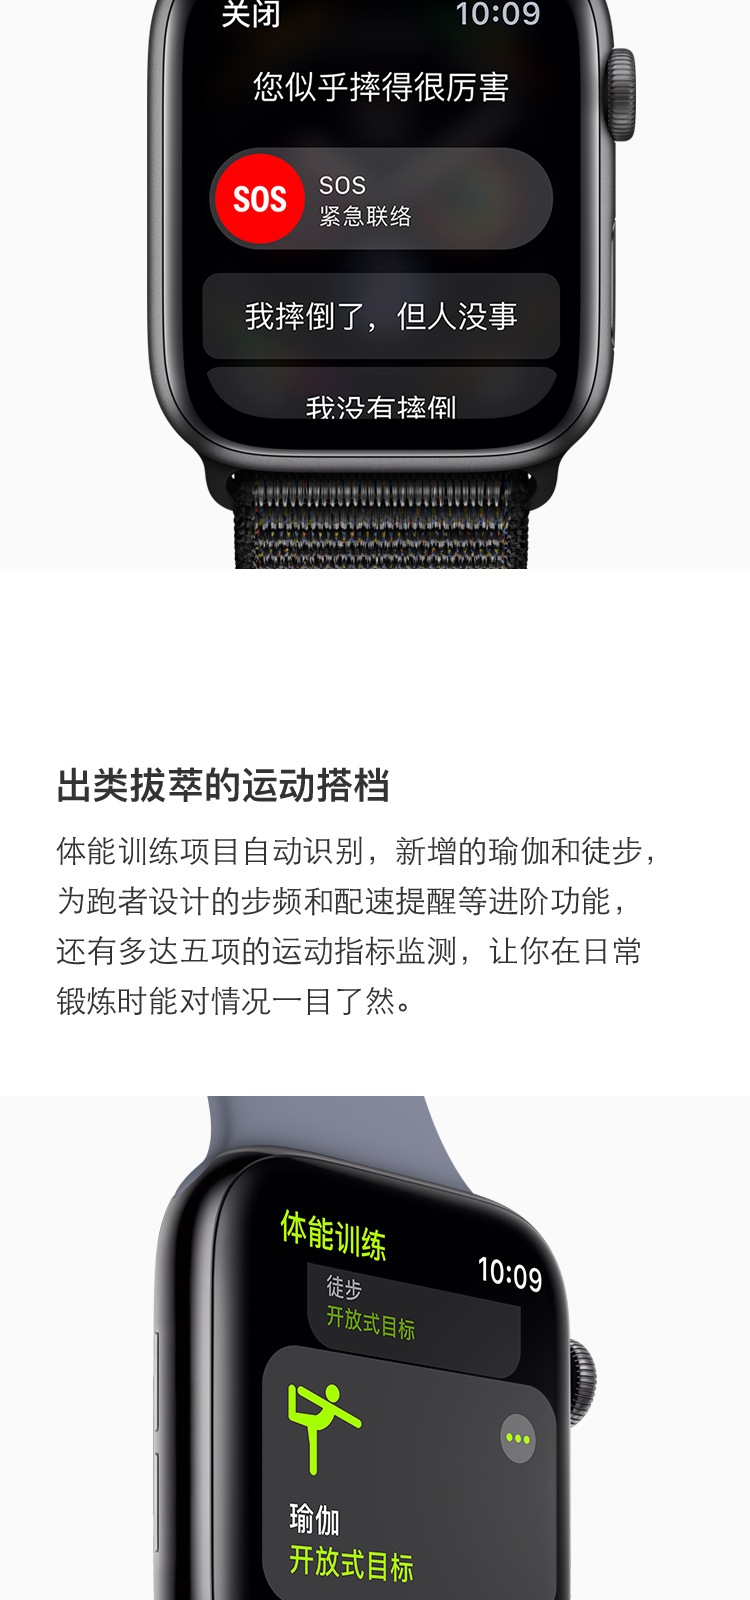 关闭 10:09
您似乎摔得很厉害
SOS
SOS
紧急联络
我摔倒了，但人没事
我没有摔倒
出类拔萃的运动搭档
体能训练项目自动识别，新增的瑜伽和徒步，
为跑者设计的步频和配速提醒等进阶功能，
还有多达五项的运动指标监测，让你在日常
锻炼时能对情况一目了然。
体能训练
10:09
徒步
开放式目标
瑜伽
开放式目标